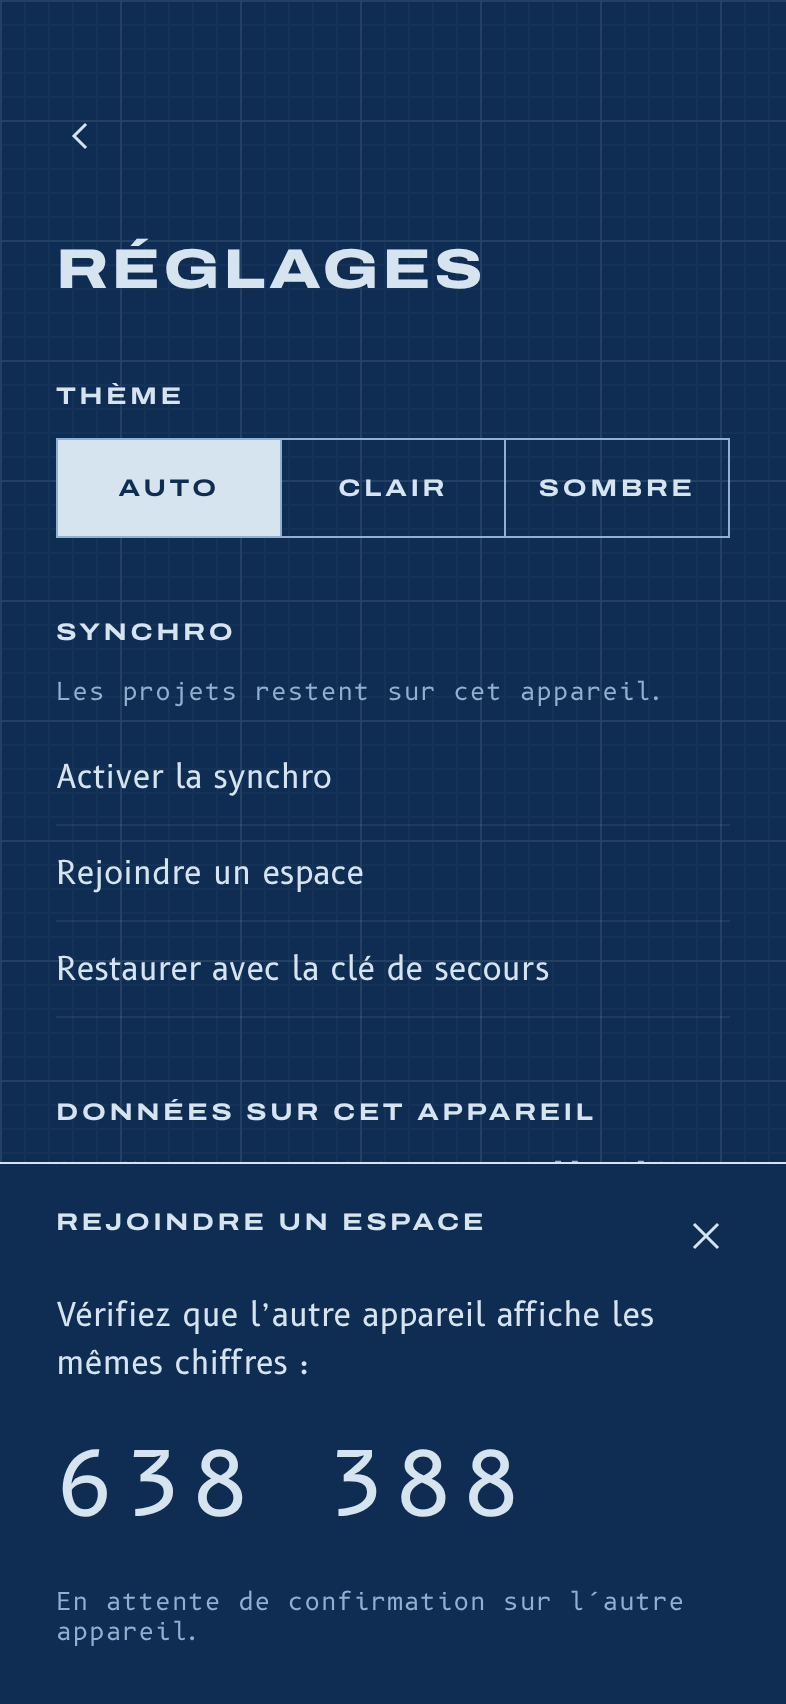 RÉGLAGES
THÈME
AUTO CLAIR SOMBRE
SYNCHRO
Les projets restent sur cet appareil.
Activer la synchro
Rejoindre un espace
Restaurer avec la clé de secours
DONNÉES SUR CET APPAREIL
REJOINDRE UN ESPACE
Vérifiez que l’autre appareil affiche les
mêmes chiffres :
638 388
En attente de confirmation sur l´autre
appareil.